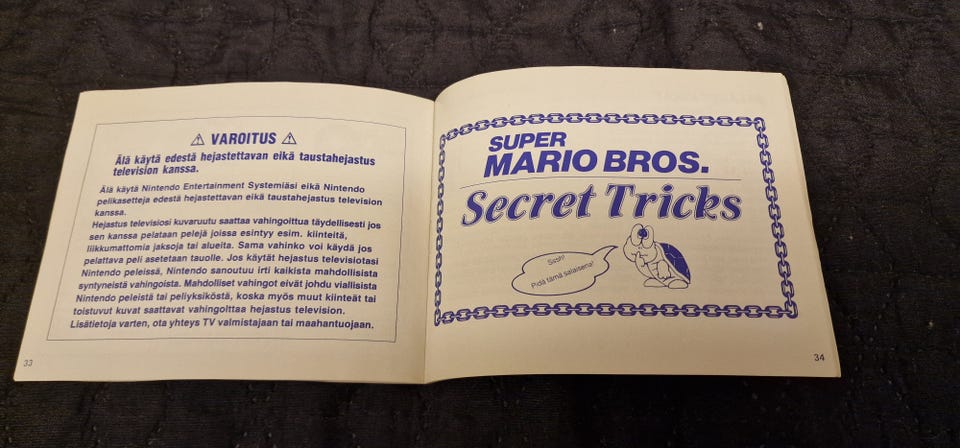 ⚠ VAROITUS ⚠
Älä käytä edestä hejastettavan eikä taustahejastus
television kanssa.
Älä käytä Nintendo Entertainment Systemiäsi eikä Nintendo
pelikasetteja edestä hejastettavan eikä taustahejastus television
kanssa.
Hejastus televisiosi kuvaruutu saattaa vahingoittua täydellisesti jos
sen kanssa pelataan pelejä joissa esintyy esim. kiinteitä,
liikkumattomia jaksoja tai alueita. Sama vahinko voi käydä jos
pelattava peli asetetaan tauolle. Jos käytät hejastus televisiotasi
Nintendo peleissä, Nintendo sanoutuu irti kaikista mahdollisista
syntyneistä vahingoista. Mahdolliset vahingot eivät johdu viallisista
Nintendo peleistä tai peliyksiköstä, koska myös muut kiinteät tai
toistuvut kuvat saattavat vahingoittaa hejastus television.
Lisätietoja varten, ota yhteys TV valmistajaan tai maahantuojaan.
33
SUPER
MARIO BROS.
Secret Tricks
Sssh!
Pidä tämä salaisena!
34